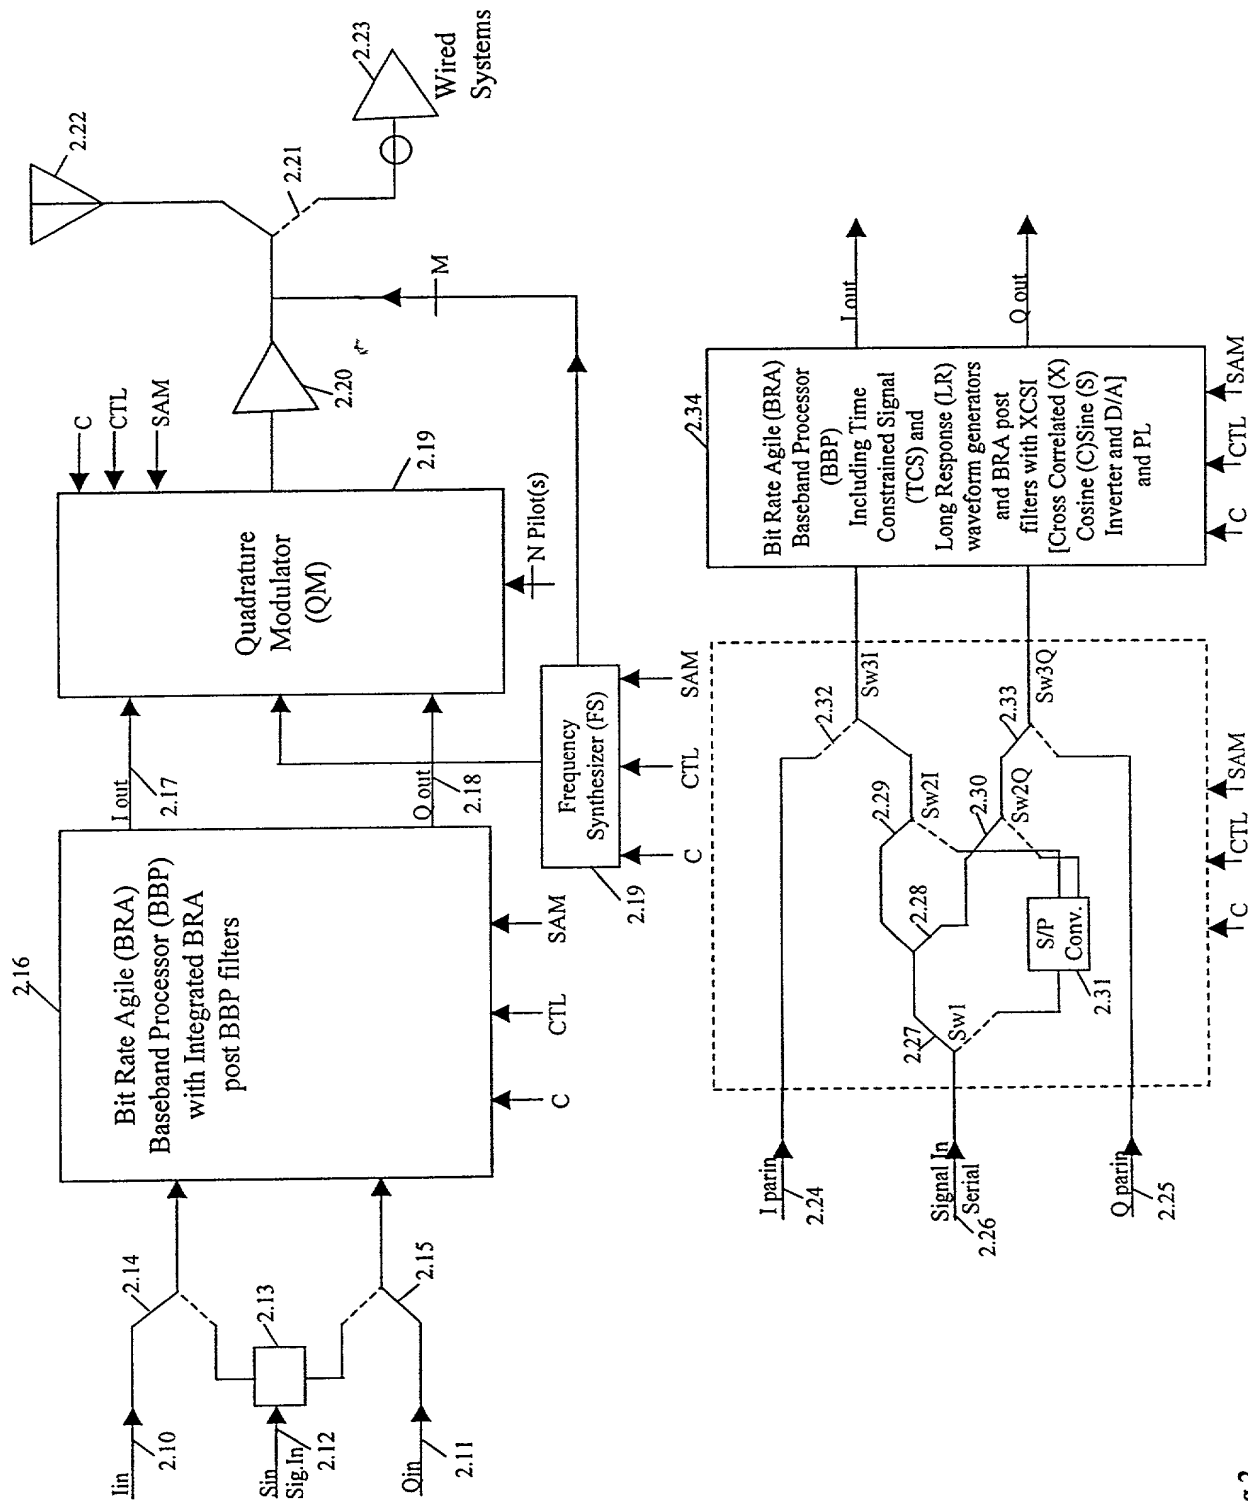 Iin
2.10
Sin
Sig.In
2.12
Qin
2.11
2.13
2.14
2.15
2.16
Bit Rate Agile (BRA)
Baseband Processor (BBP)
with Integrated BRA
post BBP filters
C
CTL
SAM
I out
2.17
Q out
2.18
Quadrature
Modulator
(QM)
2.19
C
CTL
SAM
N Pilot(s)
Frequency
Synthesizer (FS)
2.19
C
CTL
SAM
2.20
M
2.21
2.22
2.23
Wired
Systems
I parin
2.24
Signal In
Serial
2.26
Q parin
2.25
2.27
Sw1
2.28
2.29
Sw2I
2.30
Sw2Q
S/P
Conv.
2.31
2.32
Sw3I
2.33
Sw3Q
C
CTL
SAM
2.34
Bit Rate Agile (BRA)
Baseband Processor
(BBP)
Including Time
Constrained Signal
(TCS) and
Long Response (LR)
waveform generators
and BRA post
filters with XCSI
[Cross Correlated (X)
Cosine (C)Sine (S)
Inverter and D/A]
and PL
C
CTL
SAM
I out
Q out